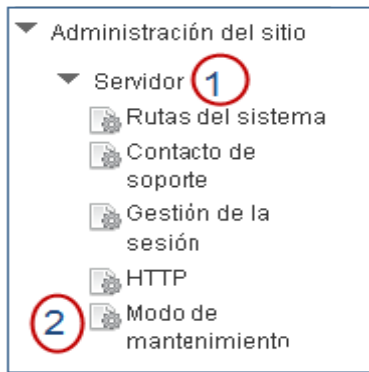 Administración del sitio
Servidor 1
Rutas del sistema
Contacto de
soporte
Gestión de la
sesión
HTTP
2 Modo de
mantenimiento